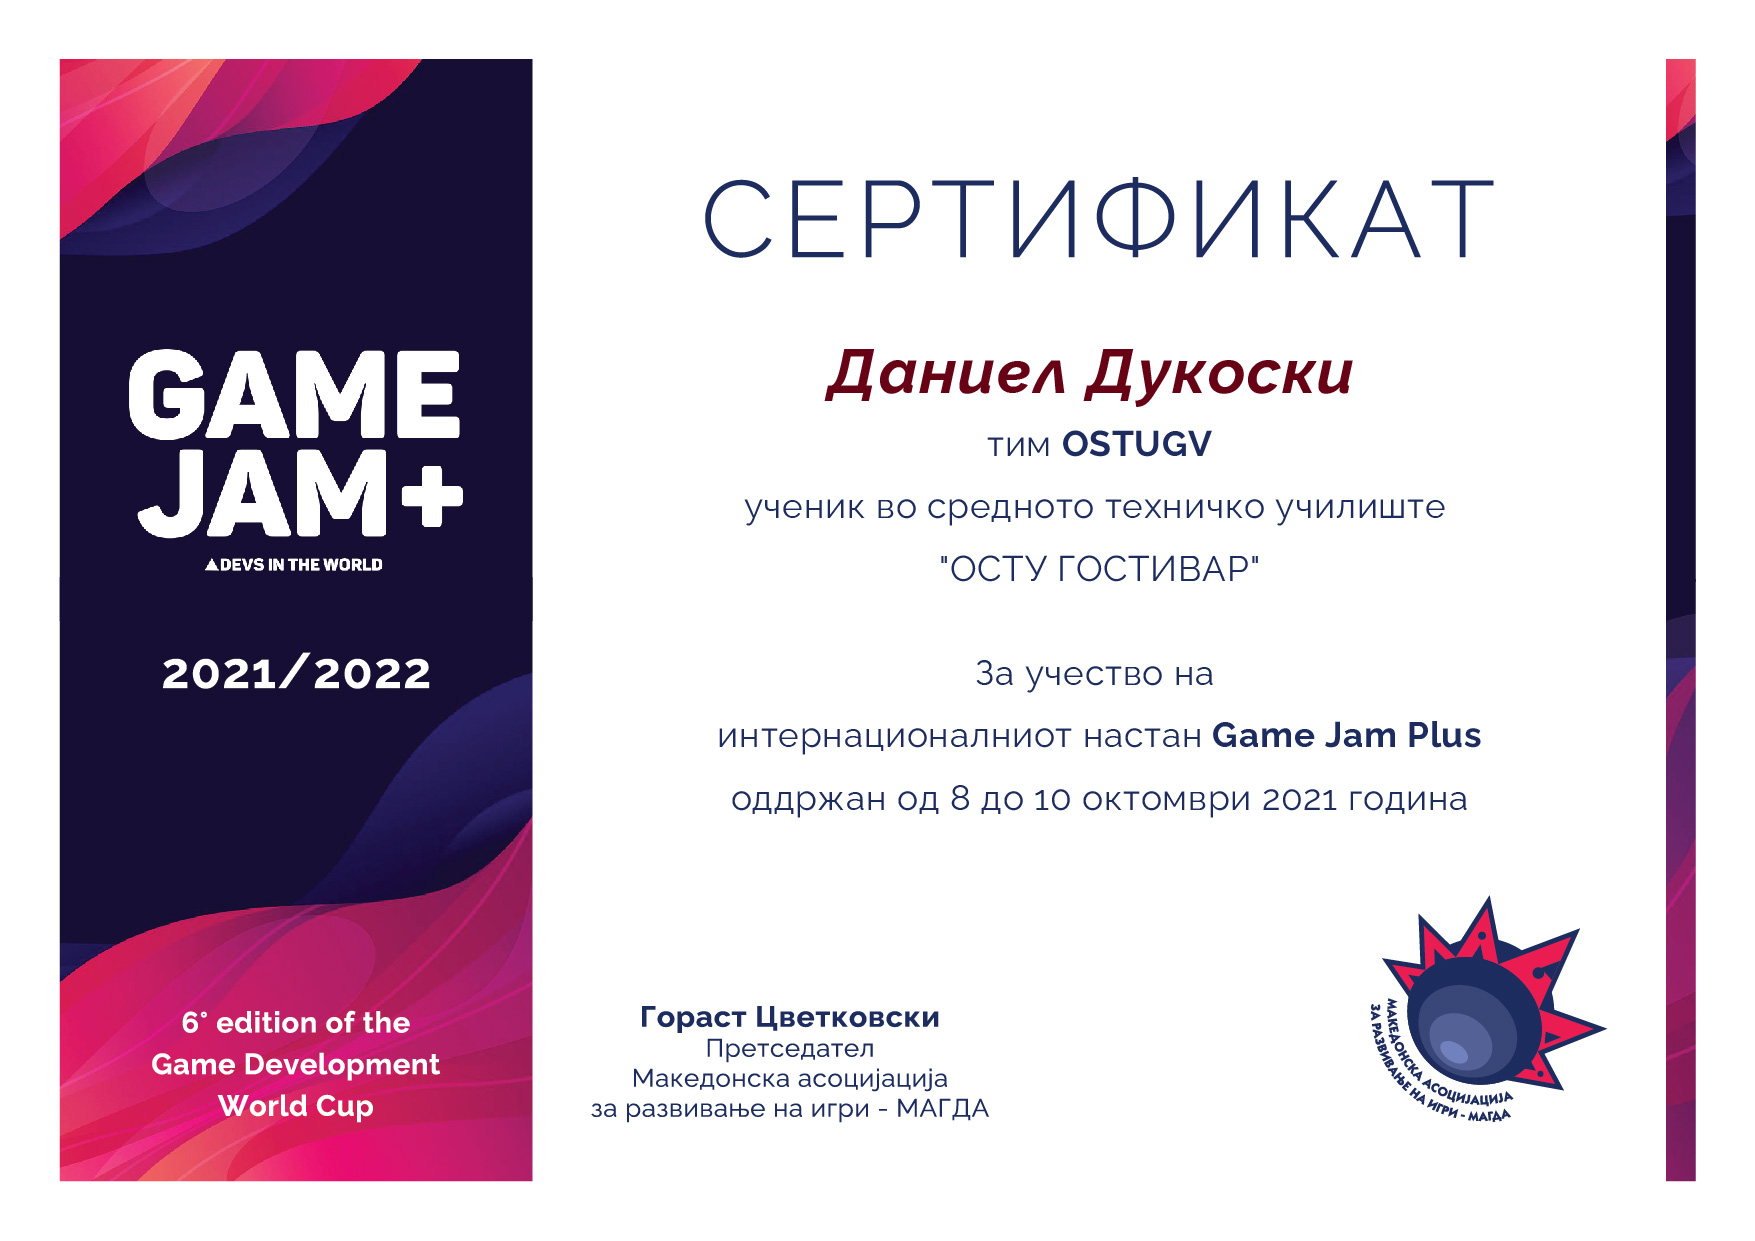 GAME
JAM+
▲DEVS IN THE WORLD
2021/2022
6° edition of the
Game Development
World Cup
СЕРТИФИКАТ
Даниел Дукоски
тим OSTUGV
ученик во средното техничко училиште
"ОСТУ ГОСТИВАР"
За учество на
интернационалниот настан Game Jam Plus
оддржан од 8 до 10 октомври 2021 година
Гораст Цветковски
Претседател
Македонска асоцијација
за развивање на игри - МАГДА
МАКЕДОНСКА АСОЦИЈАЦИЈА
ЗА РАЗВИВАЊЕ НА ИГРИ - МАГДА